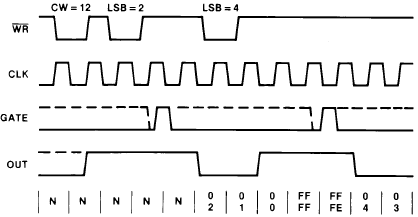 CW = 12 LSB = 2 LSB = 4
WR
CLK
GATE
OUT
N N N N N 0 0 0 FF FF 0 0
2 1 0 FF FE 4 3